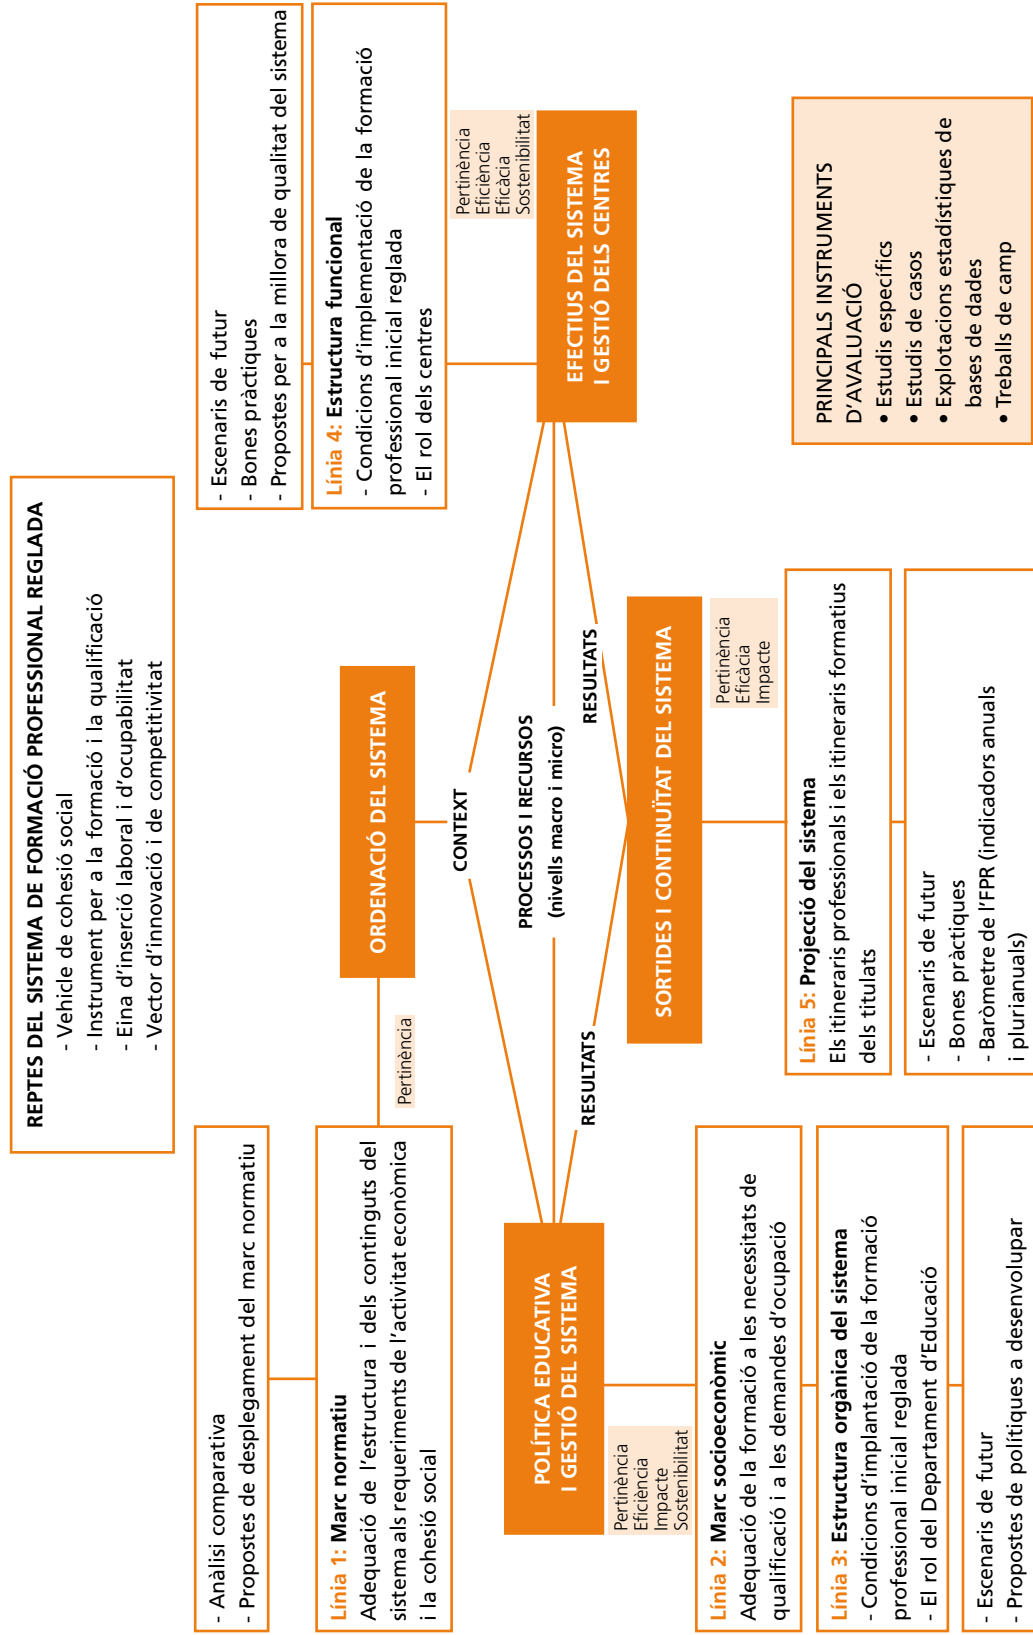 REPTES DEL SISTEMA DE FORMACIÓ PROFESSIONAL REGLADA
- Vehicle de cohesió social
- Instrument per a la formació i la qualificació
- Eina d’inserció laboral i d’ocupabilitat
- Vector d’innovació i de competitivitat
- Anàlisi comparativa
- Propostes de desplegament del marc normatiu
Línia 1: Marc normatiu
Adequació de l’estructura i dels continguts del
sistema als requeriments de l’activitat econòmica
i la cohesió social
Pertinència
ORDENACIÓ DEL SISTEMA
- Escenaris de futur
- Bones pràctiques
- Propostes per a la millora de qualitat del sistema
Línia 4: Estructura funcional
- Condicions d’implementació de la formació
professional inicial reglada
- El rol dels centres
Pertinència
Eficiència
Eficàcia
Sostenibilitat
CONTEXT
PROCESSOS I RECURSOS
(nivells macro i micro)
RESULTATS
RESULTATS
POLÍTICA EDUCATIVA
I GESTIÓ DEL SISTEMA
EFECTIUS DEL SISTEMA
I GESTIÓ DELS CENTRES
Pertinència
Eficiència
Impacte
Sostenibilitat
SORTIDES I CONTINUÏTAT DEL SISTEMA
Pertinència
Eficàcia
Impacte
Línia 2: Marc socioeconòmic
Adequació de la formació a les necessitats de
qualificació i a les demandes d’ocupació
Línia 3: Estructura orgànica del sistema
- Condicions d’implantació de la formació
professional inicial reglada
- El rol del Departament d’Educació
- Escenaris de futur
- Propostes de polítiques a desenvolupar
Línia 5: Projecció del sistema
Els itineraris professionals i els itineraris formatius
dels titulats
- Escenaris de futur
- Bones pràctiques
- Baròmetre de l’FPR (indicadors anuals
i plurianuals)
PRINCIPALS INSTRUMENTS
D’AVALUACIÓ
• Estudis específics
• Estudis de casos
• Explotacions estadístiques de
bases de dades
• Treballs de camp